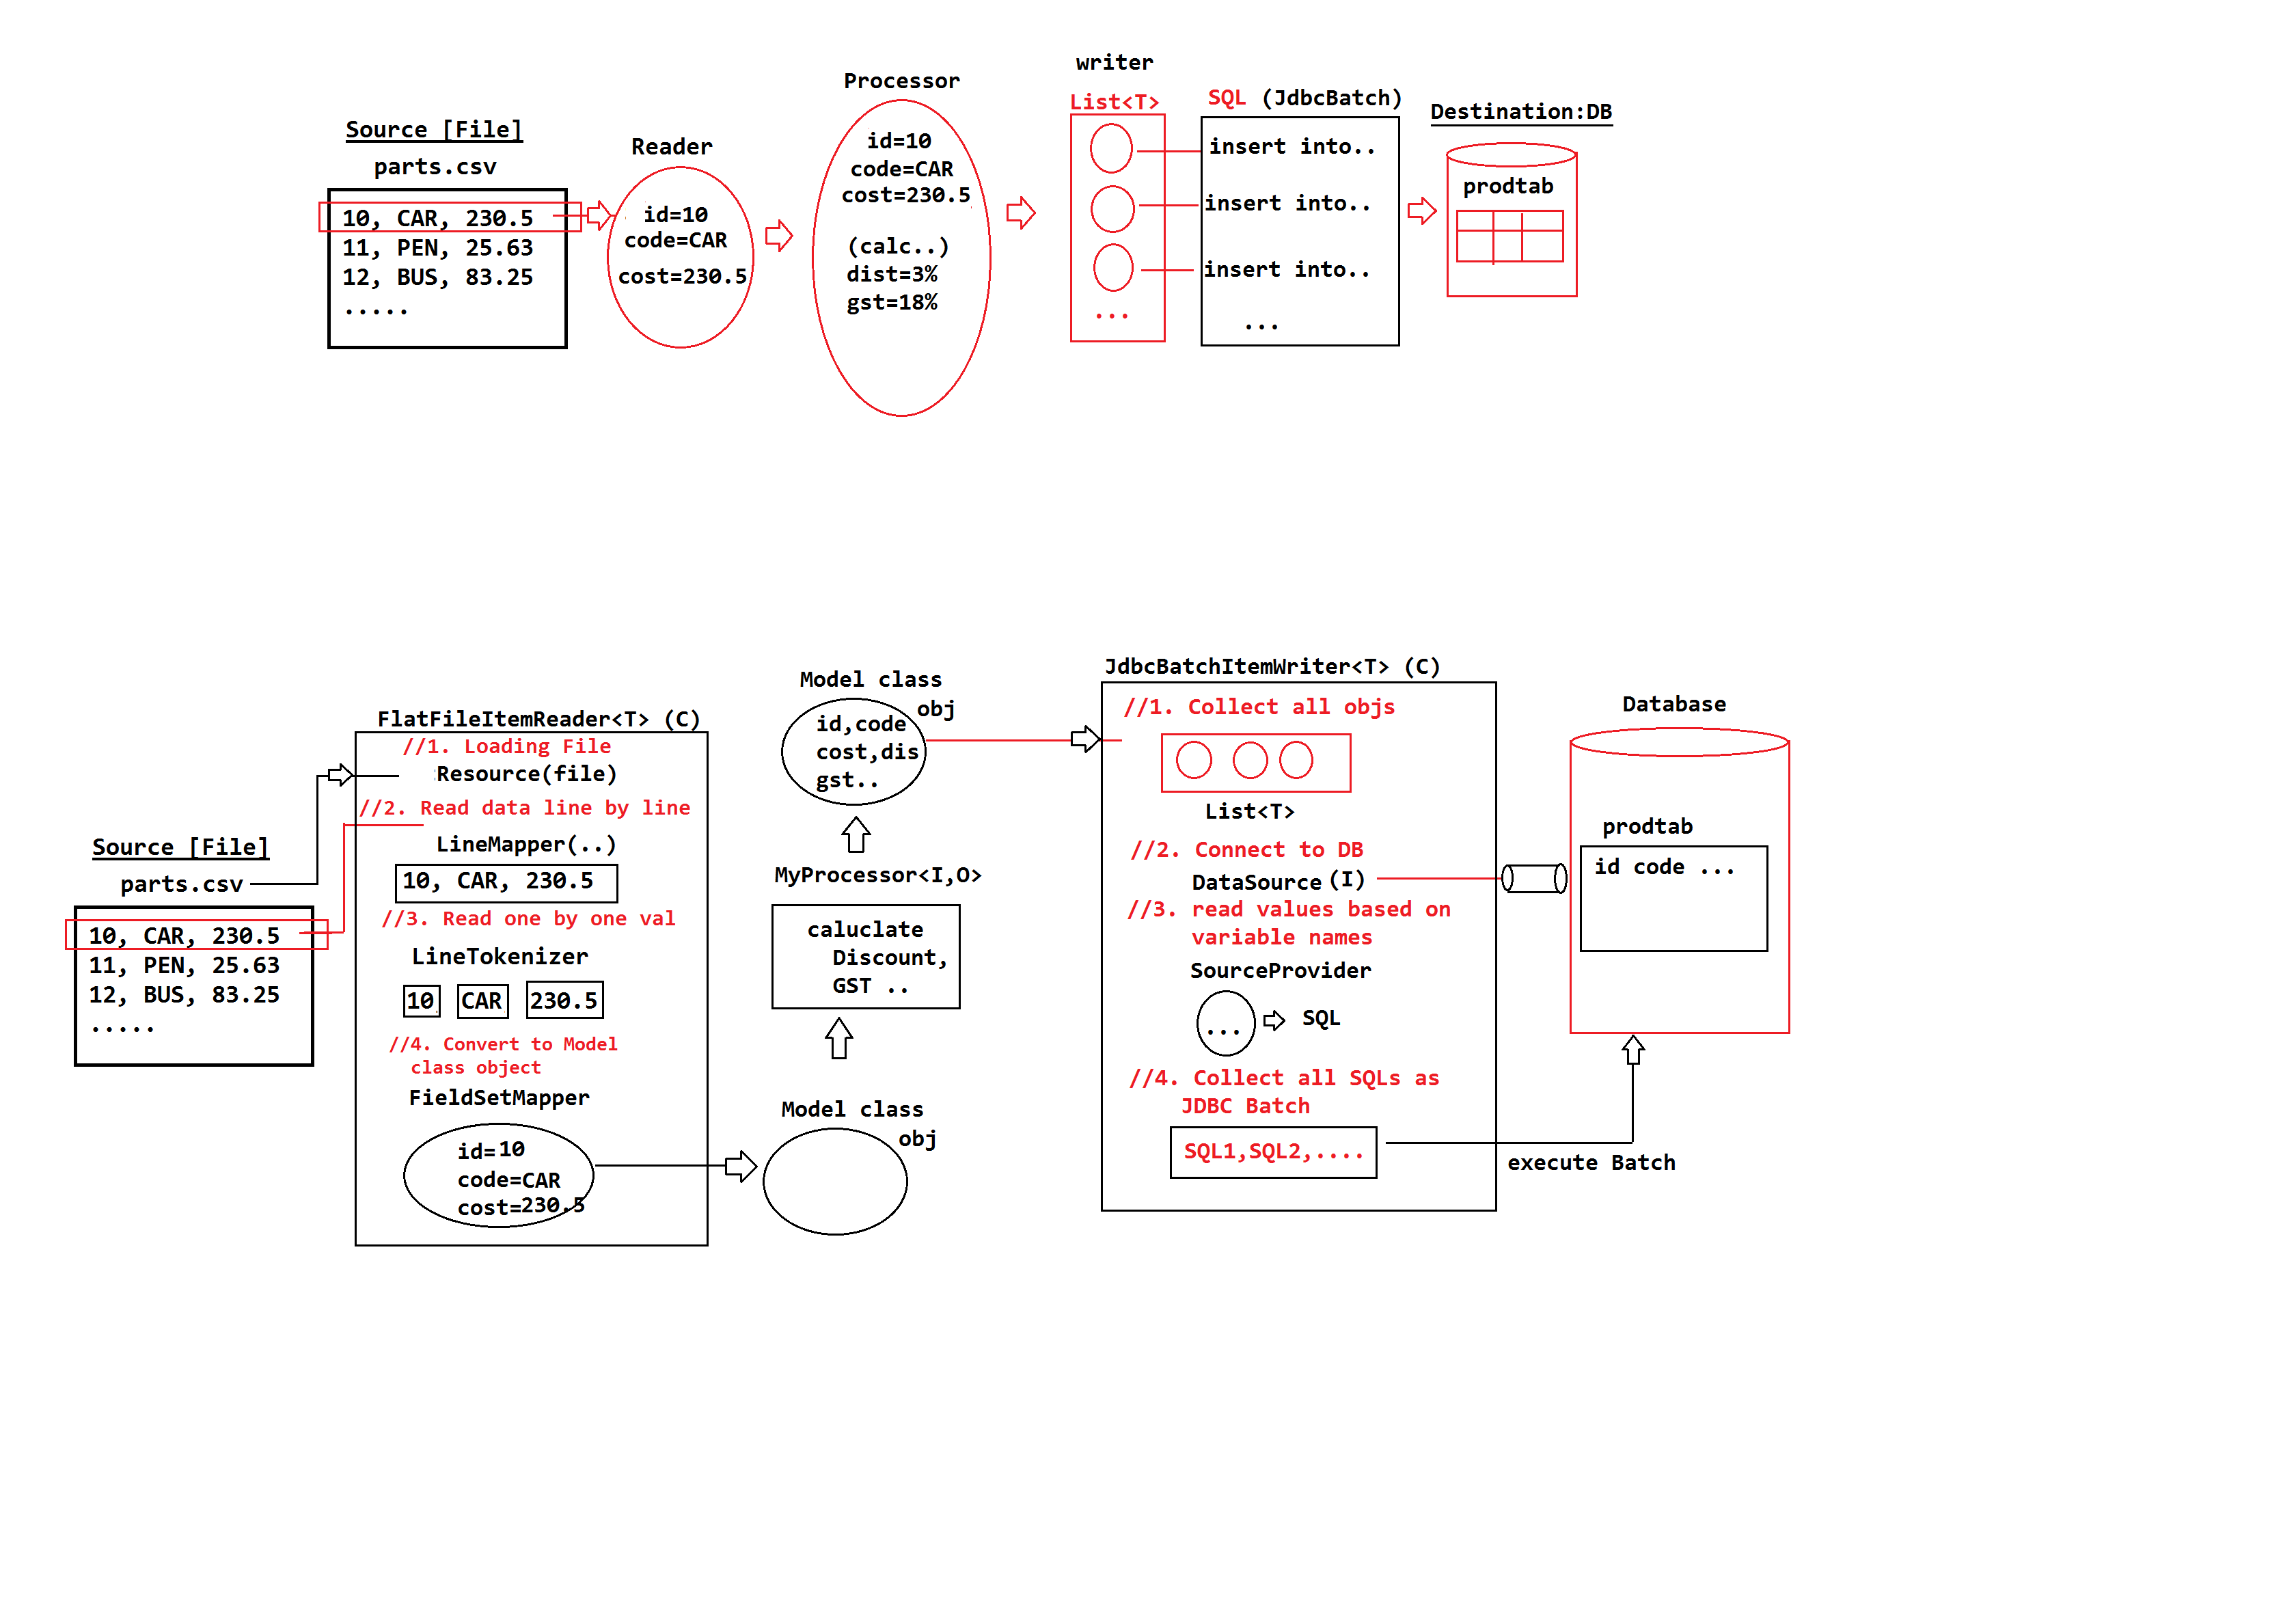 Source [File]
parts.csv
10, CAR, 230.5
11, PEN, 25.63
12, BUS, 83.25
.....
Reader
id=10
code=CAR
cost=230.5
Processor
id=10
code=CAR
cost=230.5
(calc..)
dist=3%
gst=18%
writer
List<T>
...
SQL (JdbcBatch)
insert into..
insert into..
insert into..
...
Destination:DB
prodtab
Source [File]
parts.csv
10, CAR, 230.5
11, PEN, 25.63
12, BUS, 83.25
.....
FlatFileItemReader<T> (C)
//1. Loading File
Resource(file)
//2. Read data line by line
LineMapper(..)
10, CAR, 230.5
//3. Read one by one val
LineTokenizer
10 CAR 230.5
//4. Convert to Model
class object
FieldSetMapper
id=10
code=CAR
cost=230.5
Model class
obj
id,code
cost,dis
gst..
MyProcessor<I,O>
caluclate
Discount,
GST ..
Model class
obj
JdbcBatchItemWriter<T> (C)
//1. Collect all objs
List<T>
//2. Connect to DB
DataSource(I)
//3. read values based on
variable names
SourceProvider
... SQL
//4. Collect all SQLs as
JDBC Batch
SQL1,SQL2,....
execute Batch
Database
prodtab
id code ...